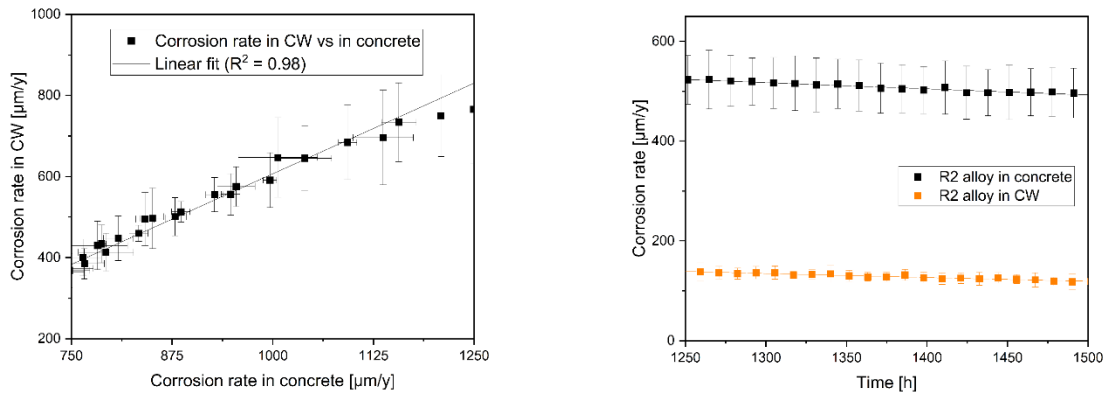 1000
800
600
400
200
Corrosion rate in CW [µm/y]
Corrosion rate in CW vs in concrete
Linear fit (R² = 0.98)
750
875
1000
1125
1250
Corrosion rate in concrete [µm/y]
600
400
200
0
Corrosion rate [µm/y]
R2 alloy in concrete
R2 alloy in CW
1250
1300
1350
1400
1450
1500
Time [h]